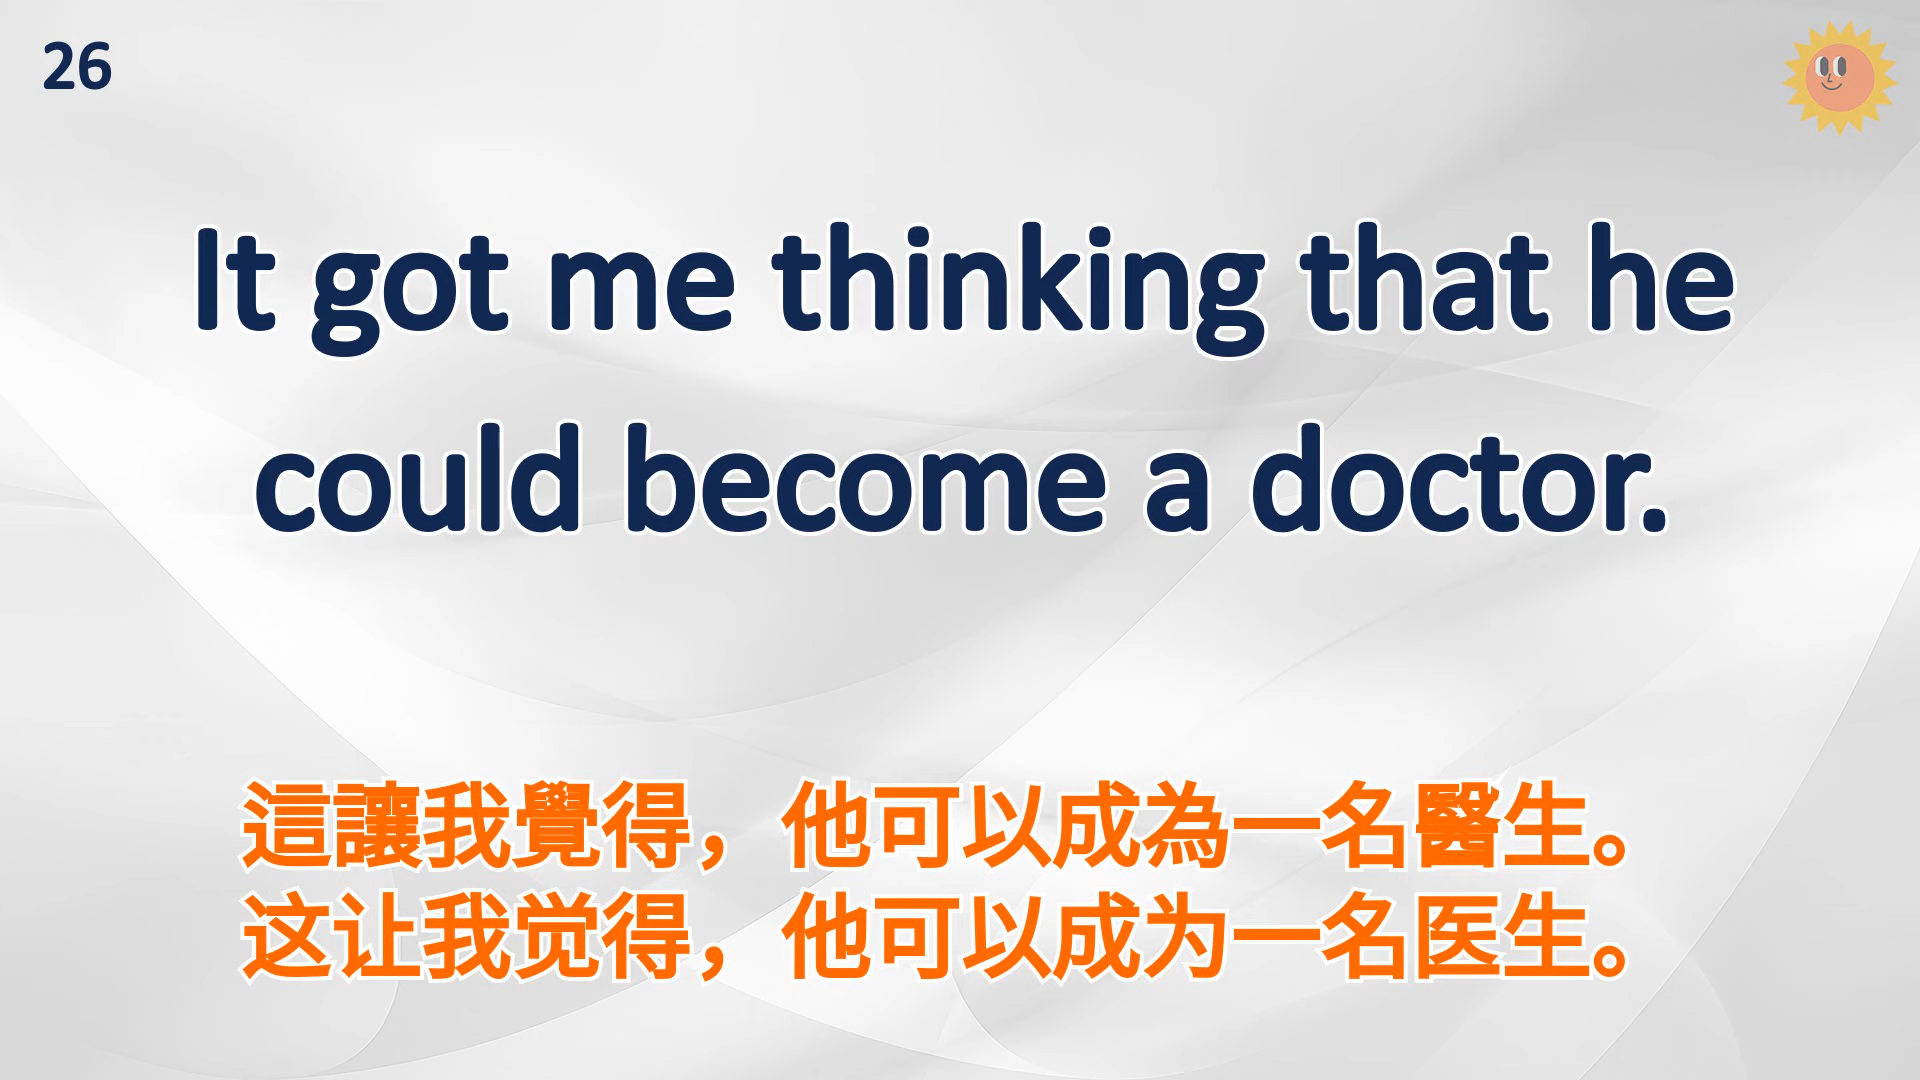 26
It got me thinking that he
could become a doctor.
這讓我覺得，他可以成為一名醫生。
这让我觉得，他可以成为一名医生。